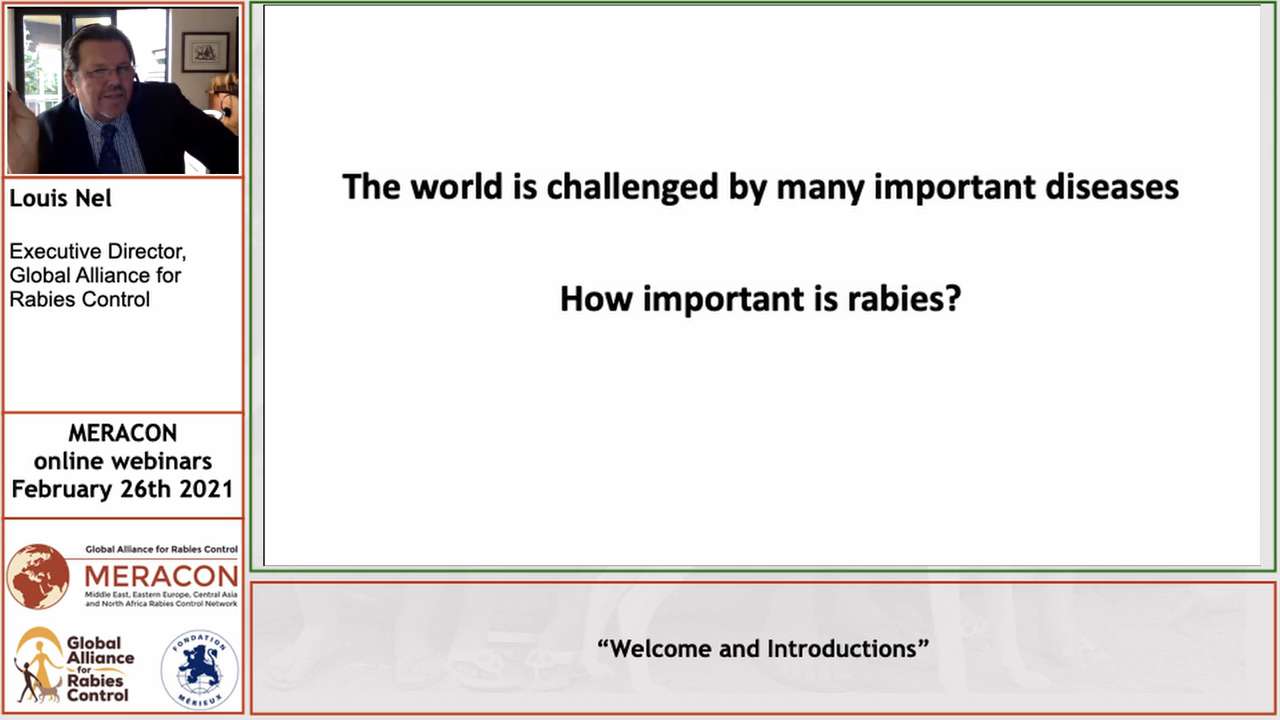 Louis Nel
Executive Director,
Global Alliance for
Rabies Control
MERACON
online webinars
February 26th 2021
Global Alliance for Rabies Control
MERACON
Middle East, Eastern Europe, Central Asia
and North Africa Rabies Control Network
Global
Alliance
for
Rabies
Control
FONDATION
MÉRIEUX
The world is challenged by many important diseases
How important is rabies?
“Welcome and Introductions”